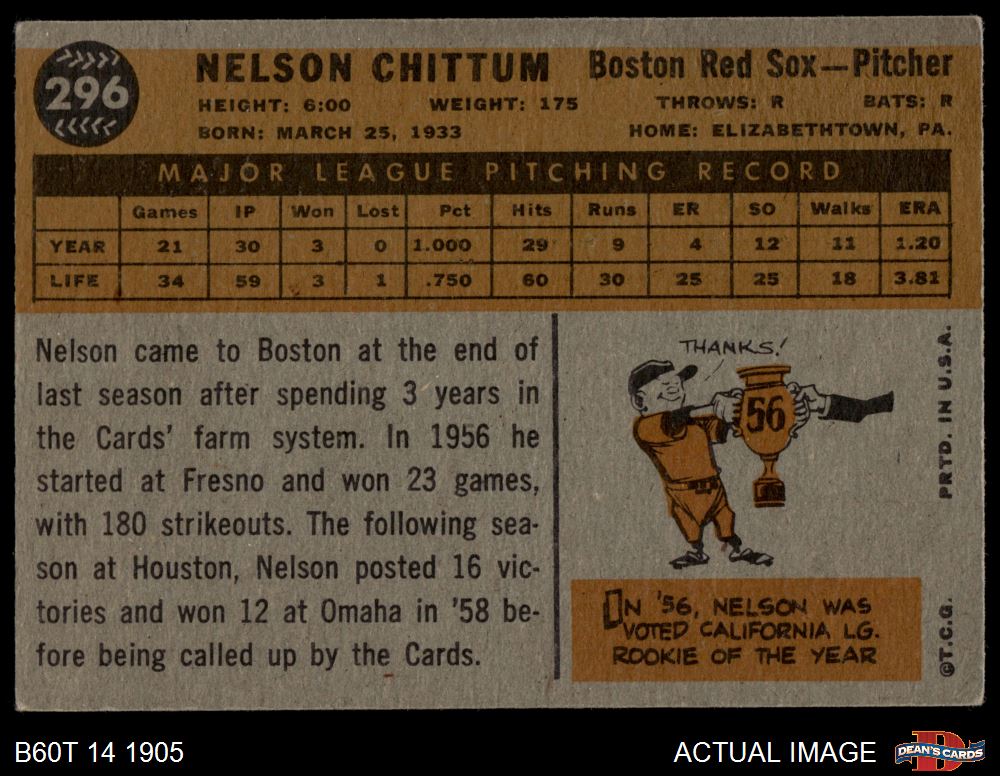 296
NELSON CHITTUM Boston Red Sox—Pitcher
HEIGHT: 6:00 WEIGHT: 175 THROWS: R BATS: R
BORN: MARCH 25, 1933 HOME: ELIZABETHTOWN, PA.
MAJOR LEAGUE PITCHING RECORD
Games IP Won Lost Pct Hits Runs ER SO Walks ERA
YEAR 21 30 3 0 1.000 29 9 4 12 11 1.20
LIFE 34 59 3 1 .750 60 30 25 25 18 3.81
Nelson came to Boston at the end of
last season after spending 3 years in
the Cards' farm system. In 1956 he
started at Fresno and won 23 games,
with 180 strikeouts. The following sea-
son at Houston, Nelson posted 16 vic-
tories and won 12 at Omaha in '58 be-
fore being called up by the Cards.
THANKS!
56
IN '56, NELSON WAS
VOTED CALIFORNIA LG.
ROOKIE OF THE YEAR
PRTD. IN U.S.A.
©T.C.G.
B60T 14 1905
ACTUAL IMAGE
DEAN'S CARDS